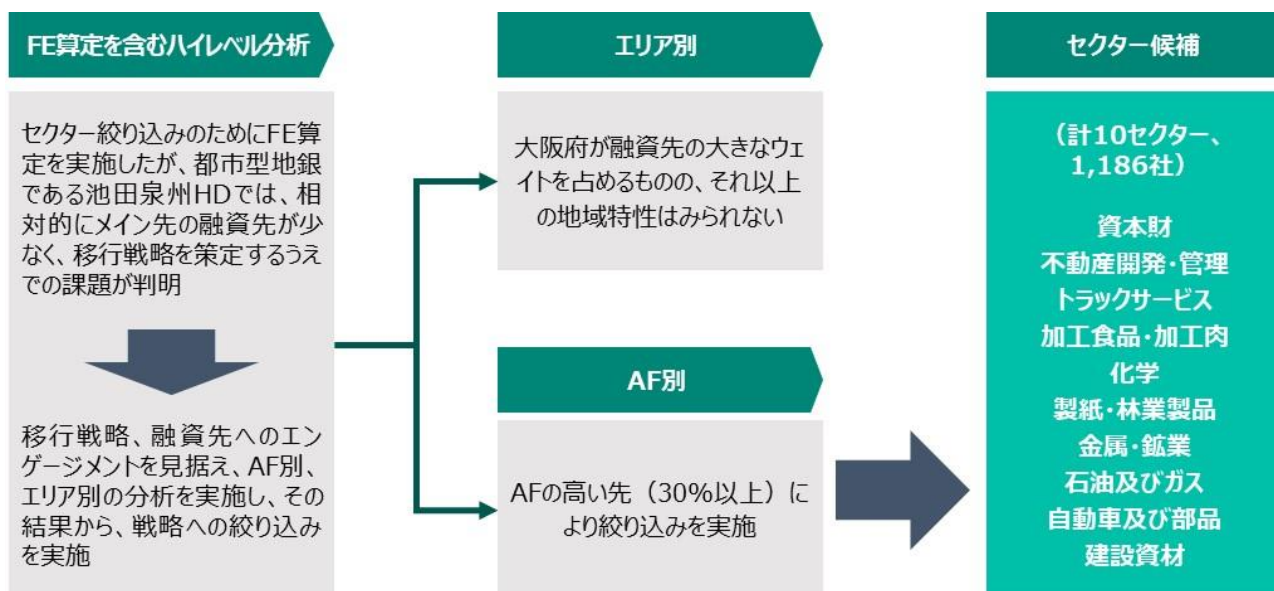 FE算定を含むハイレベル分析
セクター絞り込みのためにFE算
定を実施したが、都市型地銀
である池田泉州HDでは、相
対的にメイン先の融資先が少
なく、移行戦略を策定するうえ
での課題が判明
移行戦略、融資先へのエン
ゲージメントを見据え、AF別、
エリア別の分析を実施し、その
結果から、戦略への絞り込み
を実施
エリア別
大阪府が融資先の大きなウェ
イトを占めるものの、それ以上
の地域特性はみられない
AF別
AFの高い先（30%以上）に
より絞り込みを実施
セクター候補
（計10セクター、
1,186社）
資本財
不動産開発・管理
トラックサービス
加工食品・加工肉
化学
製紙・林業製品
金属・鉱業
石油及びガス
自動車及び部品
建設資材